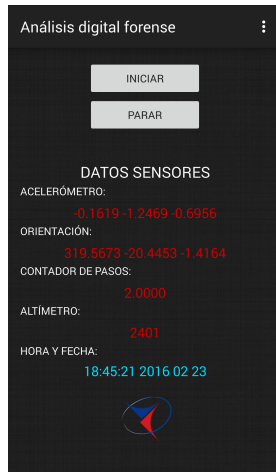 Análisis digital forense
INICIAR
PARAR
DATOS SENSORES
ACELERÓMETRO:
-0.1619 -1.2469 -0.6956
ORIENTACIÓN:
319.5673 -20.4453 -1.4164
CONTADOR DE PASOS:
2.0000
ALTÍMETRO:
2401
HORA Y FECHA:
18:45:21 2016 02 23